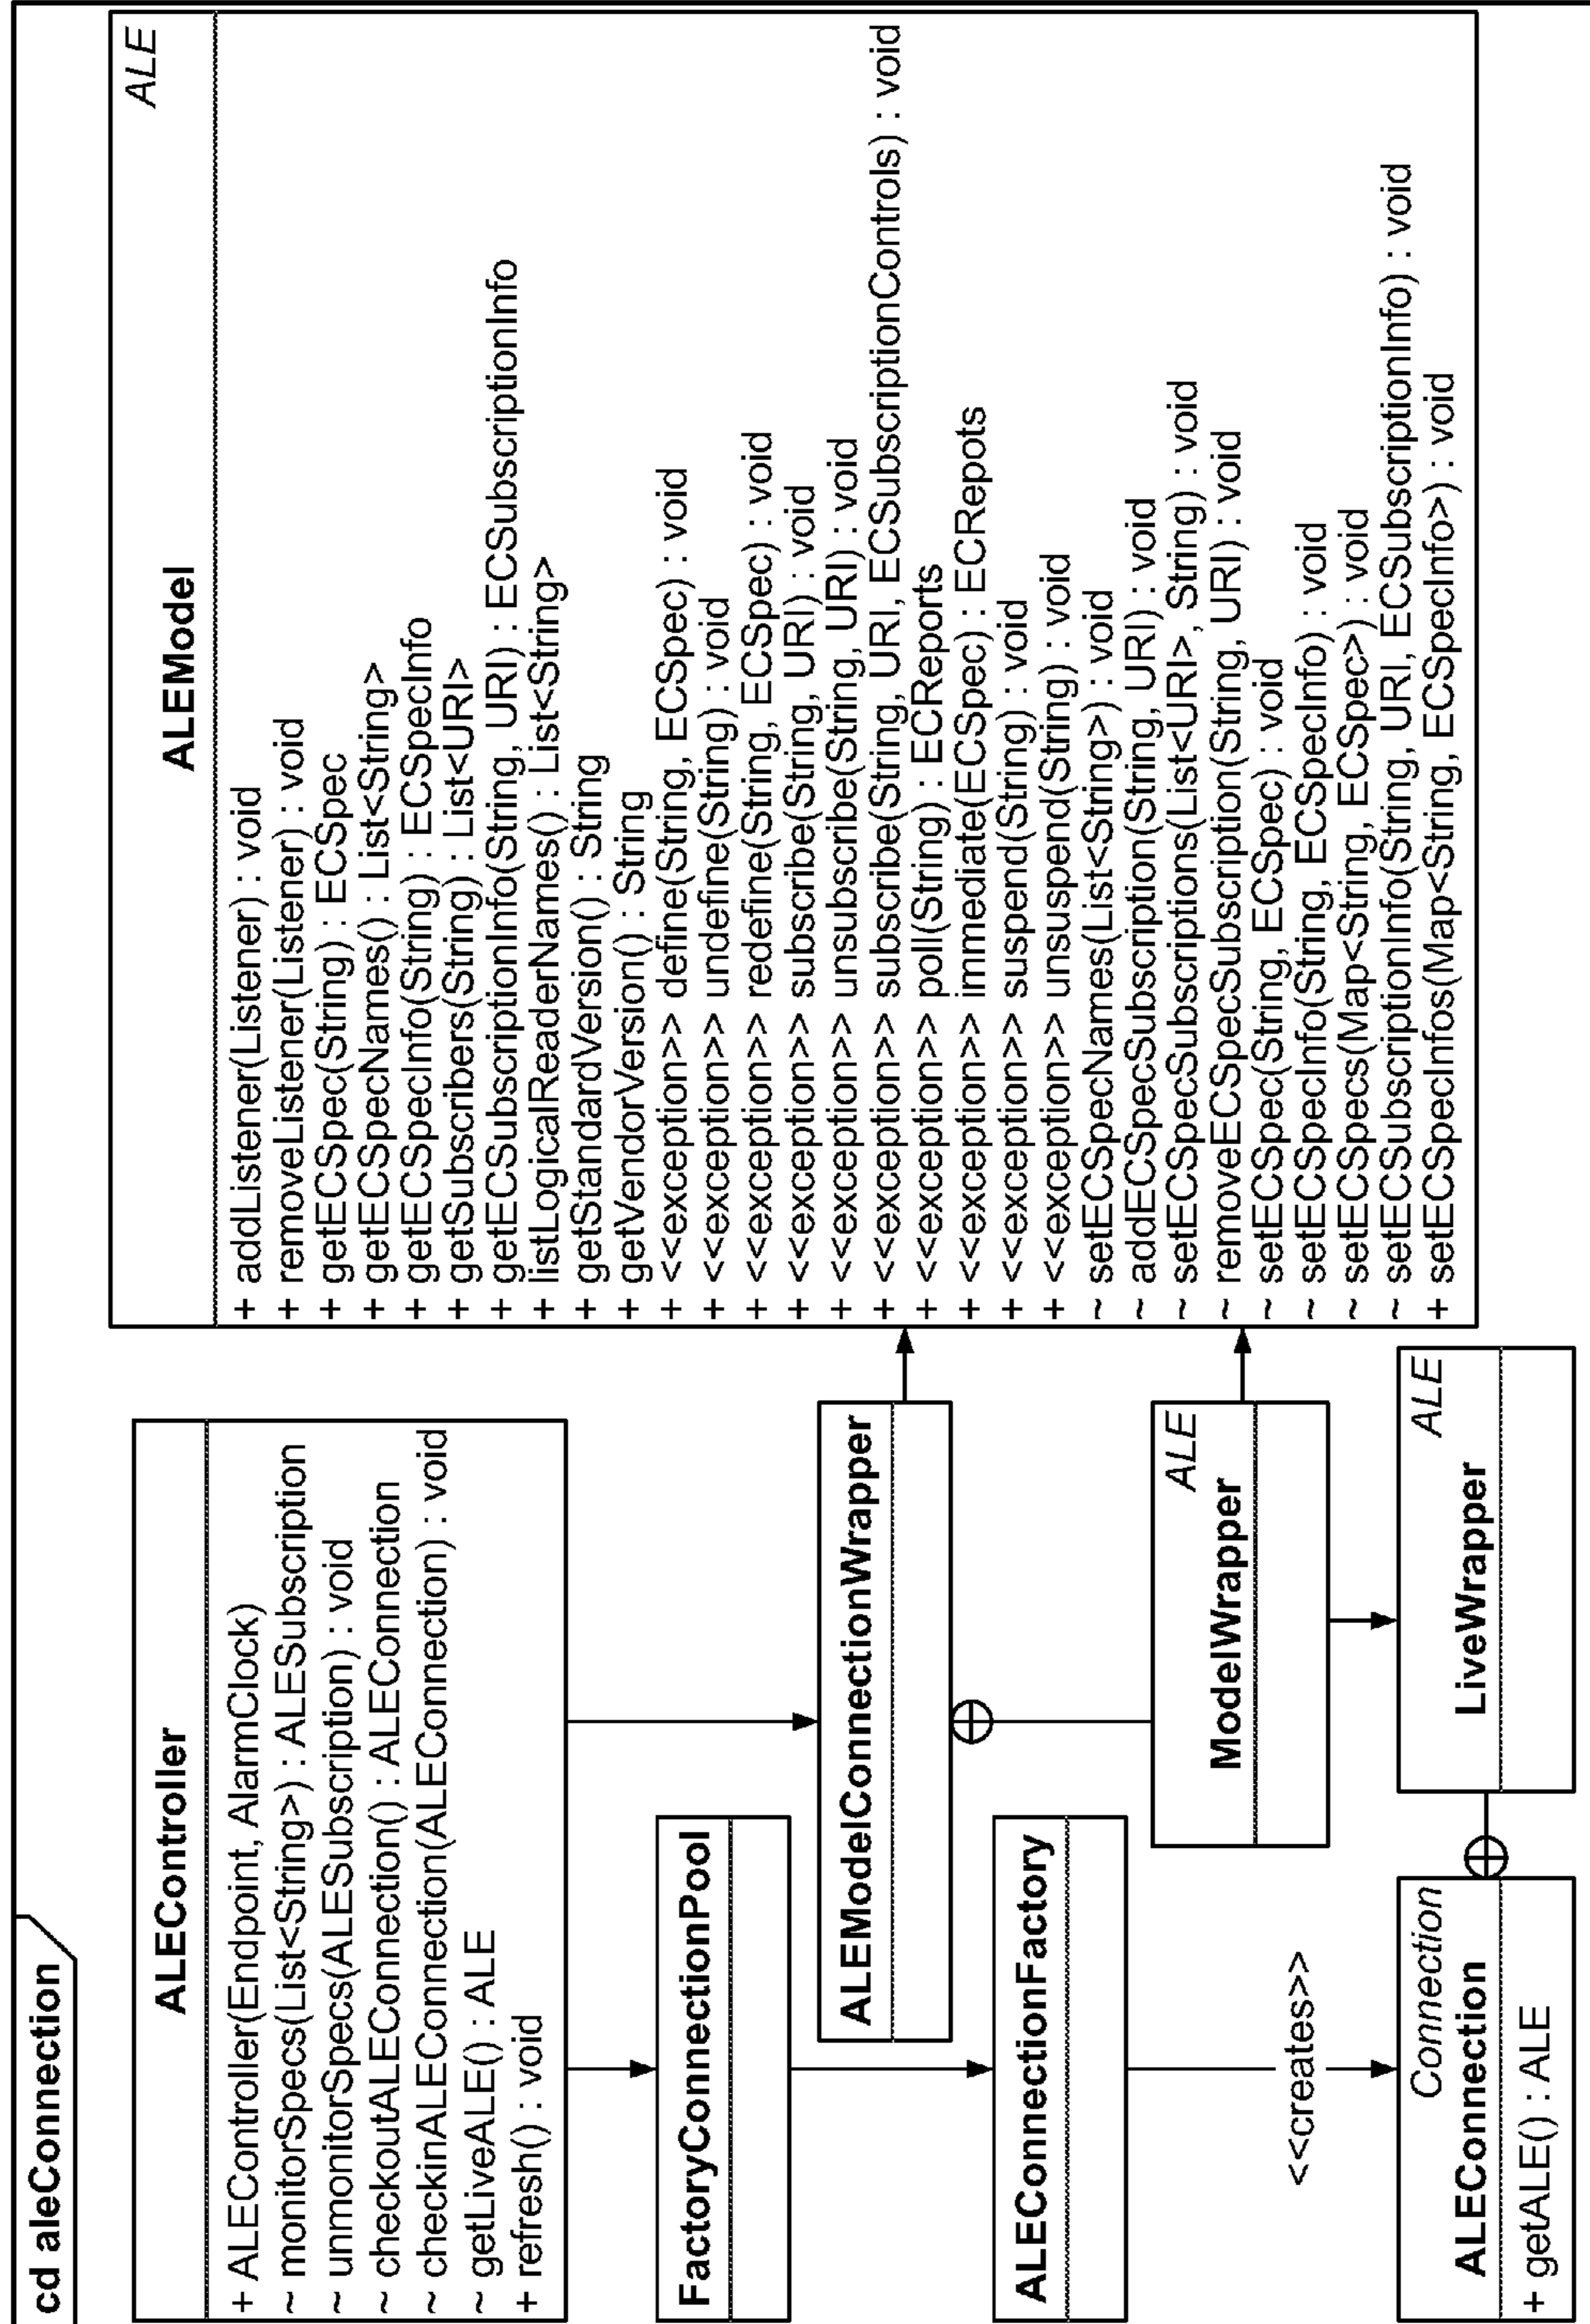 cd aleConnection
ALEController
+ ALEController(Endpoint, AlarmClock)
~ monitorSpecs(List<String>) : ALESubscription
~ unmonitorSpecs(ALESubscription) : void
~ checkoutALEConnection() : ALEConnection
~ checkinALEConnection(ALEConnection) : void
~ getLiveALE() : ALE
+ refresh() : void
FactoryConnectionPool
ALEModelConnectionWrapper
ALEConnectionFactory
ALE
ModelWrapper
<<creates>>
Connection
ALEConnection
+ getALE() : ALE
ALE
LiveWrapper
ALE
ALEModel
+ addListener(Listener) : void
+ removeListener(Listener) : void
+ getECSpec(String) : ECSpec
+ getECSpecNames() : List<String>
+ getECSpecInfo(String) : ECSpecInfo
+ getSubscribers(String) : List<URI>
+ getECSubscriptionInfo(String, URI) : ECSubscriptionInfo
+ listLogicalReaderNames() : List<String>
+ getStandardVersion() : String
+ getVendorVersion() : String
+ <<exception>> define(String, ECSpec) : void
+ <<exception>> undefine(String) : void
+ <<exception>> redefine(String, ECSpec) : void
+ <<exception>> subscribe(String, URI) : void
+ <<exception>> unsubscribe(String, URI) : void
+ <<exception>> subscribe(String, URI, ECSubscriptionControls) : void
+ <<exception>> poll(String) : ECReports
+ <<exception>> immediate(ECSpec) : ECRepots
+ <<exception>> suspend(String) : void
+ <<exception>> unsuspend(String) : void
~ setECSpecNames(List<String>) : void
~ addECSpecSubscription(String, URI) : void
~ setECSpecSubscriptions(List<URI>, String) : void
~ removeECSpecSubscription(String, URI) : void
~ setECSpec(String, ECSpec) : void
~ setECSpecInfo(String, ECSpecInfo) : void
~ setECSpecs(Map<String, ECSpec>) : void
~ setECSubscriptionInfo(String, URI, ECSubscriptionInfo) : void
+ setECSpecInfos(Map<String, ECSpecInfo>) : void